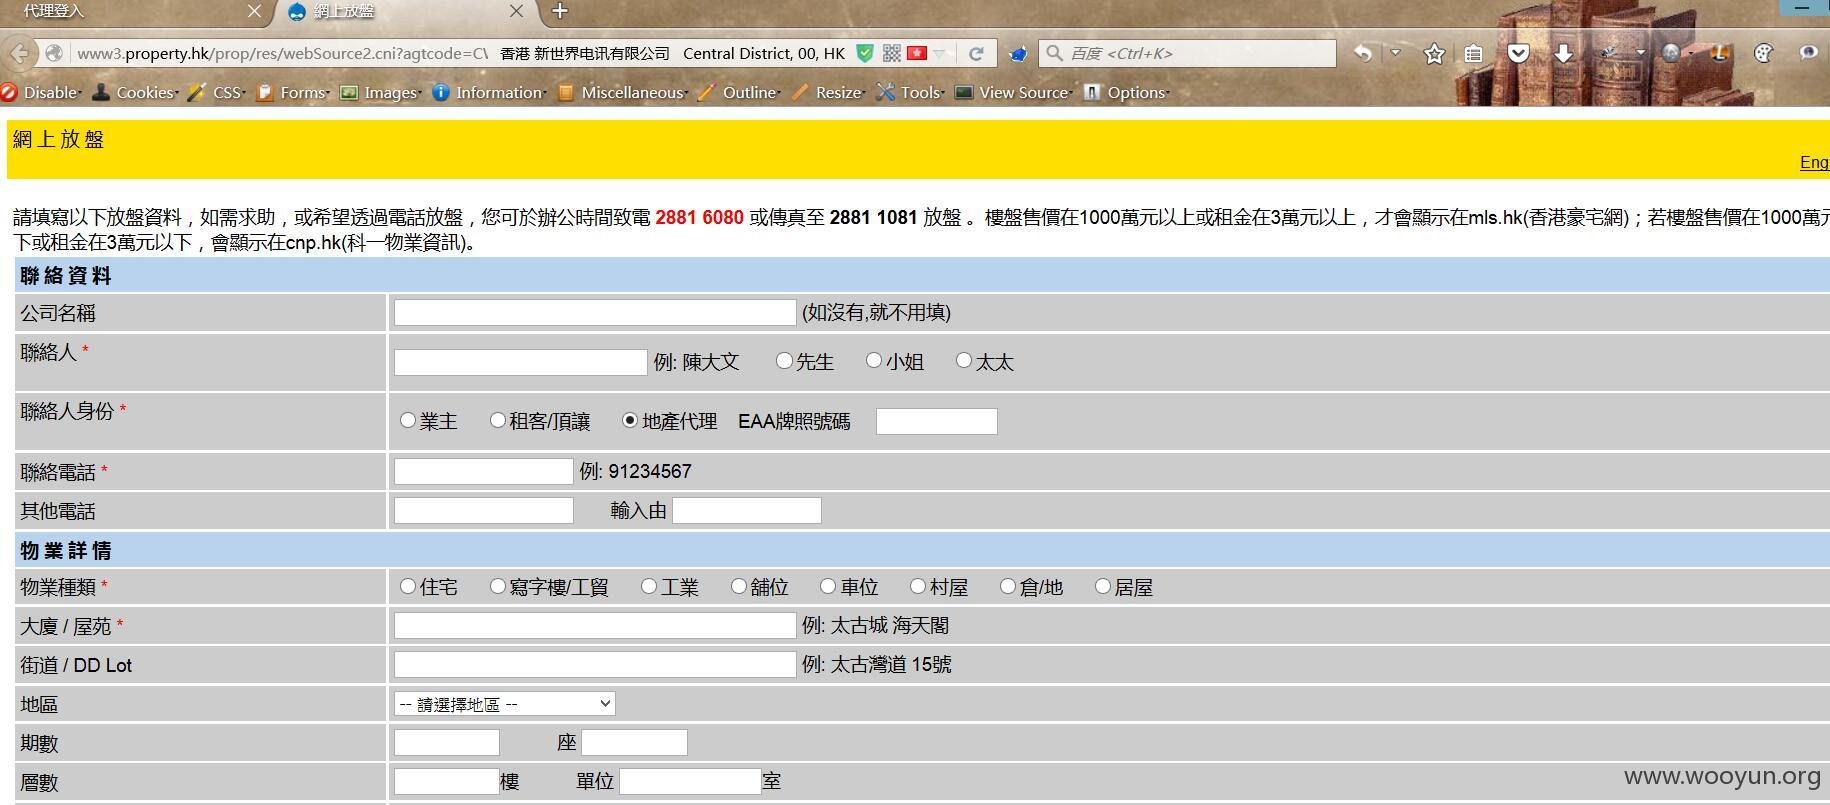 代理登入
網上放盤
www3.property.hk/prop/res/webSource2.cni?agtcode=CV 香港 新世界电讯有限公司 Central District, 00, HK
百度 <Ctrl+K>
Disable Cookies CSS Forms Images Information Miscellaneous Outline Resize Tools View Source Options
網上放盤
Eng
請填寫以下放盤資料，如需求助，或希望透過電話放盤，您可於辦公時間致電 2881 6080 或傳真至 2881 1081 放盤 。樓盤售價在1000萬元以上或租金在3萬元以上，才會顯示在mls.hk(香港豪宅網)；若樓盤售價在1000萬元
下或租金在3萬元以下，會顯示在cnp.hk(科一物業資訊)。
聯絡資料
公司名稱 (如沒有,就不用填)
聯絡人 * 例: 陳大文 先生 小姐 太太
聯絡人身份 * 業主 租客/頂讓 地產代理 EAA牌照號碼
聯絡電話 * 例: 91234567
其他電話 輸入由
物業詳情
物業種類 * 住宅 寫字樓/工貿 工業 舖位 車位 村屋 倉/地 居屋
大廈 / 屋苑 * 例: 太古城 海天閣
街道 / DD Lot 例: 太古灣道 15號
地區 -- 請選擇地區 --
期數 座
層數 樓 單位 室
www.wooyun.org